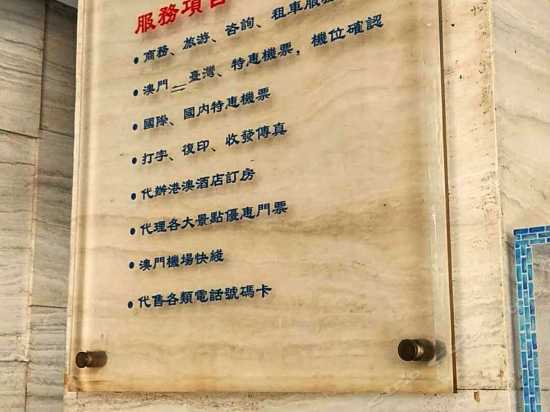 服務項目
• 商務、旅游、咨詢、租車服務
• 澳門⇌臺灣、特惠機票，機位確認
• 國際、國内特惠機票
• 打字、復印、收發傳真
• 代辦港澳酒店訂房
• 代理各大景點優惠門票
• 澳門機場快綫
• 代售各類電話號碼卡